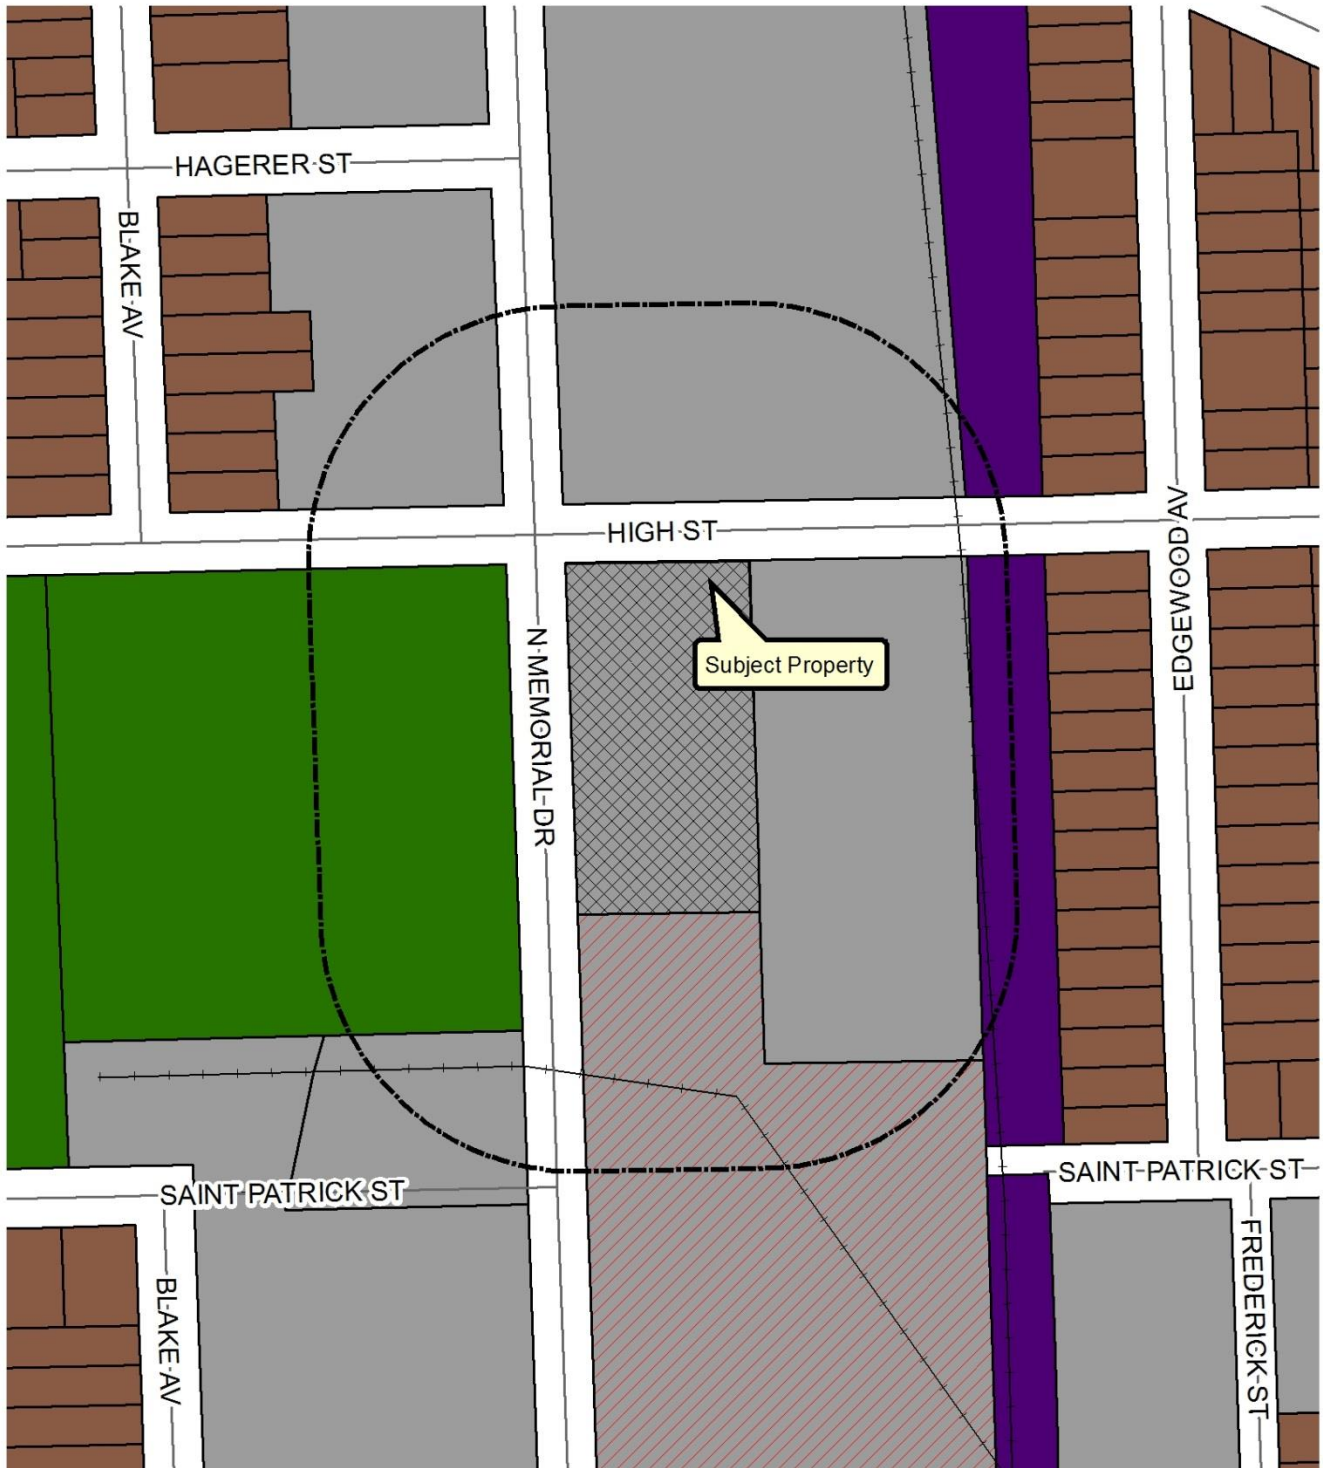 HAGERER ST
BLAKE AV
HIGH ST
EDGEWOOD AV
N MEMORIAL DR
Subject Property
SAINT PATRICK ST
SAINT PATRICK ST
BLAKE AV
FREDERICK ST